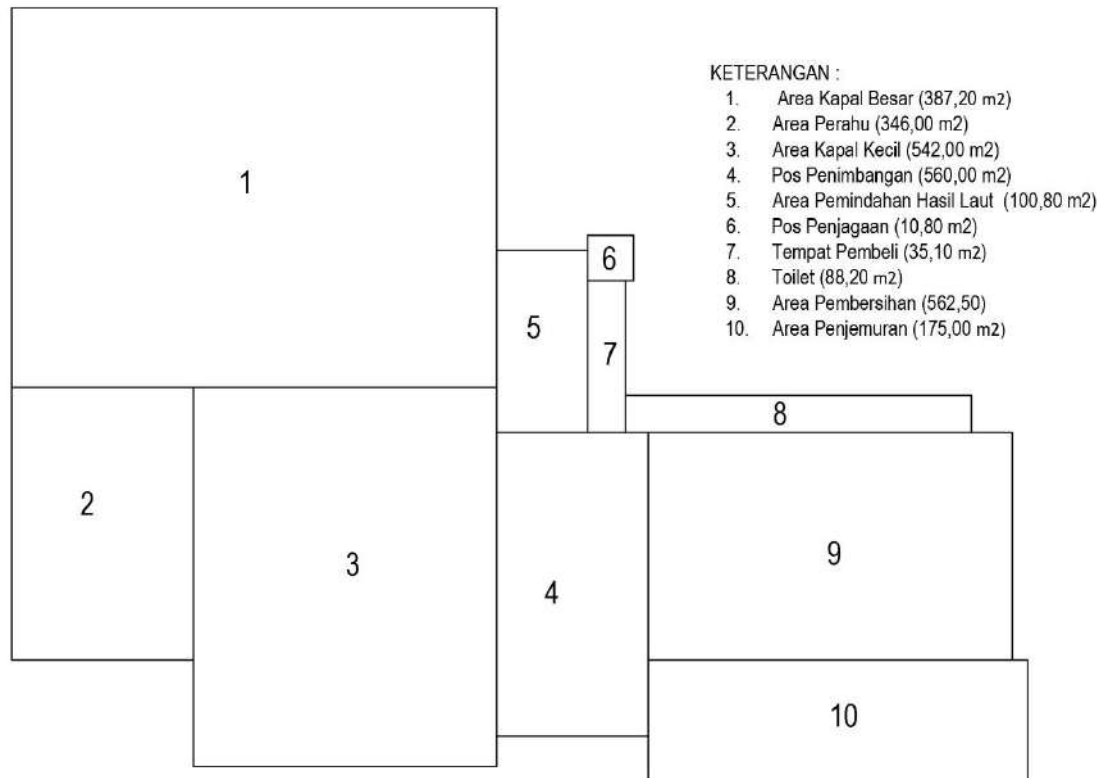 KETERANGAN :
1. Area Kapal Besar (387,20 m2)
2. Area Perahu (346,00 m2)
3. Area Kapal Kecil (542,00 m2)
4. Pos Penimbangan (560,00 m2)
5. Area Pemindahan Hasil Laut (100,80 m2)
6. Pos Penjagaan (10,80 m2)
7. Tempat Pembeli (35,10 m2)
8. Toilet (88,20 m2)
9. Area Pembersihan (562,50)
10. Area Penjemuran (175,00 m2)
1
6
5
7
8
2
3
4
9
10